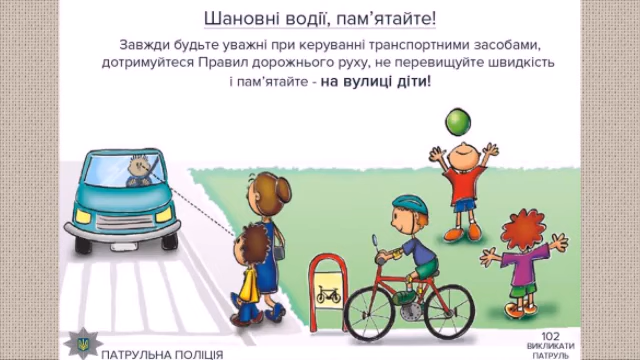 Шановні водії, пам’ятайте!
Завжди будьте уважні при керуванні транспортними засобами,
дотримуйтеся Правил дорожнього руху, не перевищуйте швидкість
і пам’ятайте - на вулиці діти!
ПАТРУЛЬНА ПОЛІЦІЯ
102
ВИКЛИКАТИ
ПАТРУЛЬ